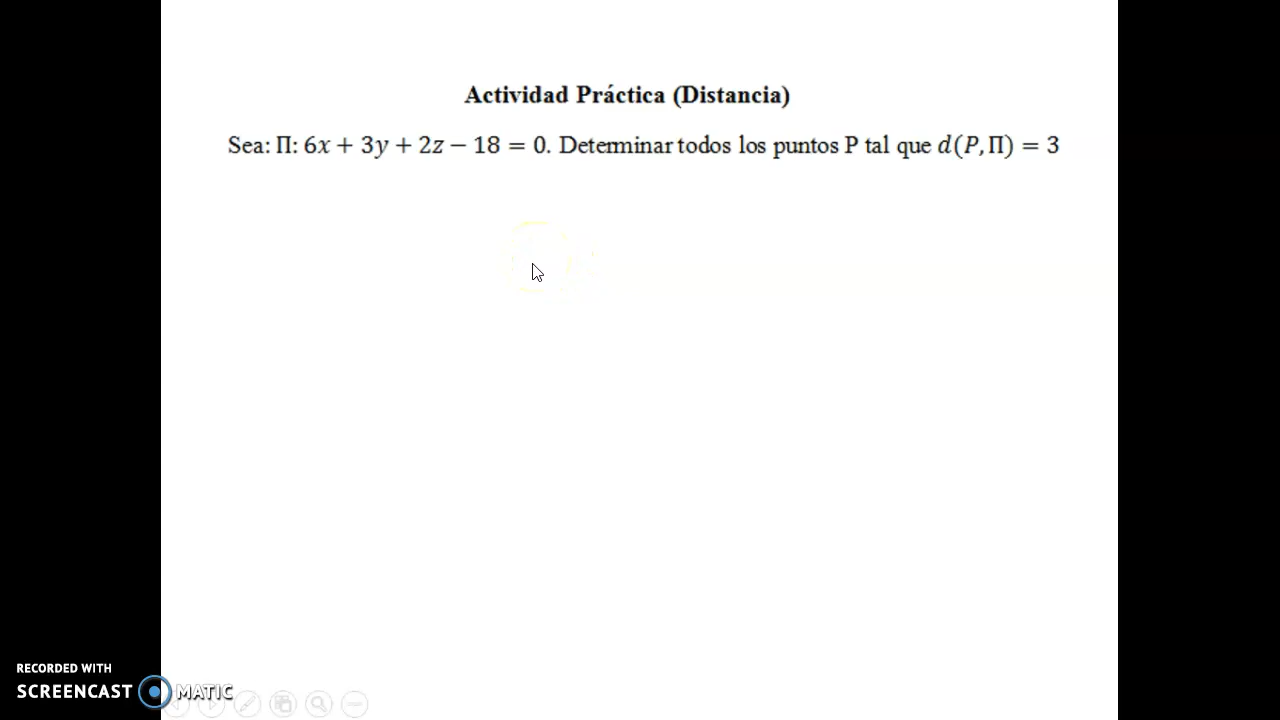 Actividad Práctica (Distancia)
Sea: Π: 6x + 3y + 2z − 18 = 0. Determinar todos los puntos P tal que d(P, Π) = 3
RECORDED WITH
SCREENCAST MATIC